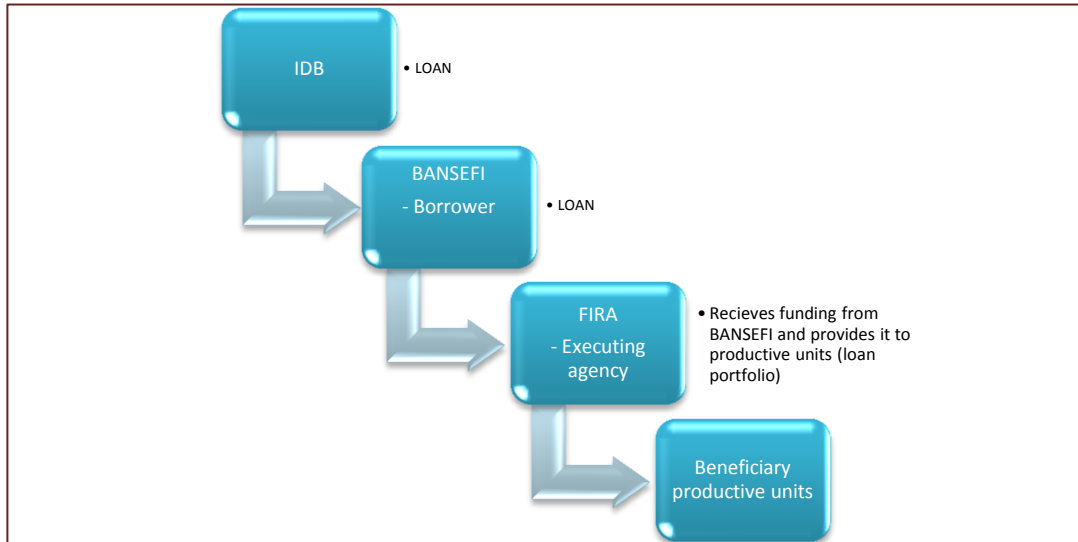 IDB
• LOAN
BANSEFI
- Borrower
• LOAN
FIRA
- Executing
agency
• Recieves funding from
BANSEFI and provides it to
productive units (loan
portfolio)
Beneficiary
productive units